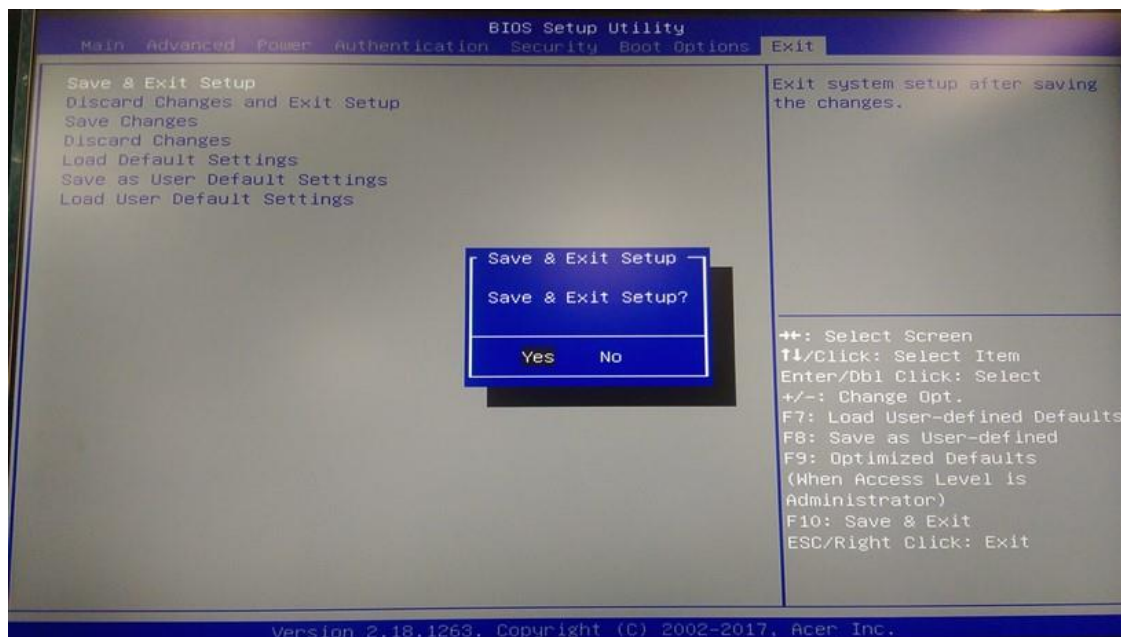 BIOS Setup Utility
Main Advanced Power Authentication Security Boot Options Exit
Save & Exit Setup
Discard Changes and Exit Setup
Save Changes
Discard Changes
Load Default Settings
Save as User Default Settings
Load User Default Settings
Exit system setup after saving
the changes.
Save & Exit Setup
Save & Exit Setup?
Yes No
→←: Select Screen
↑↓/Click: Select Item
Enter/Dbl Click: Select
+/-: Change Opt.
F7: Load User-defined Defaults
F8: Save as User-defined
F9: Optimized Defaults
(When Access Level is
Administrator)
F10: Save & Exit
ESC/Right Click: Exit
Version 2.18.1263. Copyright (C) 2002-2017, Acer Inc.